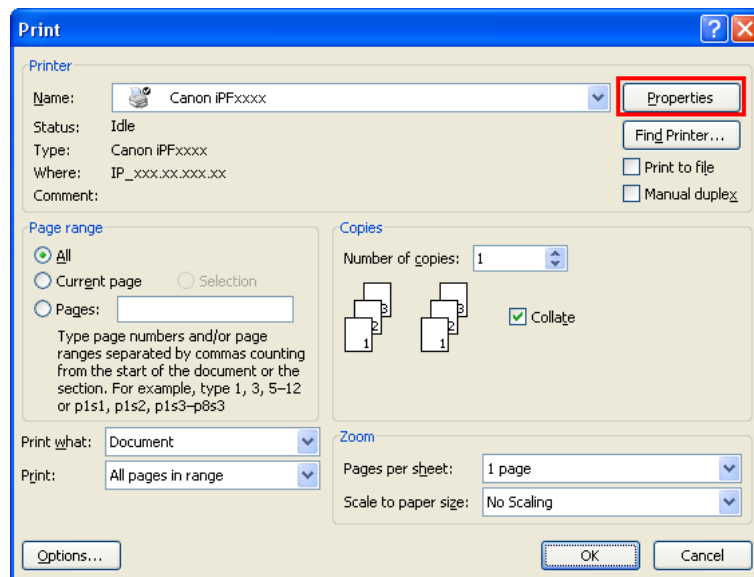 Print
Printer
Name: Canon iPFxxxx
Properties
Status: Idle
Find Printer...
Type: Canon iPFxxxx
Where: IP_xxx.xx.xxx.xx
Print to file
Comment:
Manual duplex
Page range
All
Current page Selection
Pages:
Type page numbers and/or page
ranges separated by commas counting
from the start of the document or the
section. For example, type 1, 3, 5–12
or p1s1, p1s2, p1s3–p8s3
Copies
Number of copies: 1
3 3
2 2
1 1
Collate
Print what: Document
Print: All pages in range
Zoom
Pages per sheet: 1 page
Scale to paper size: No Scaling
Options...
OK
Cancel